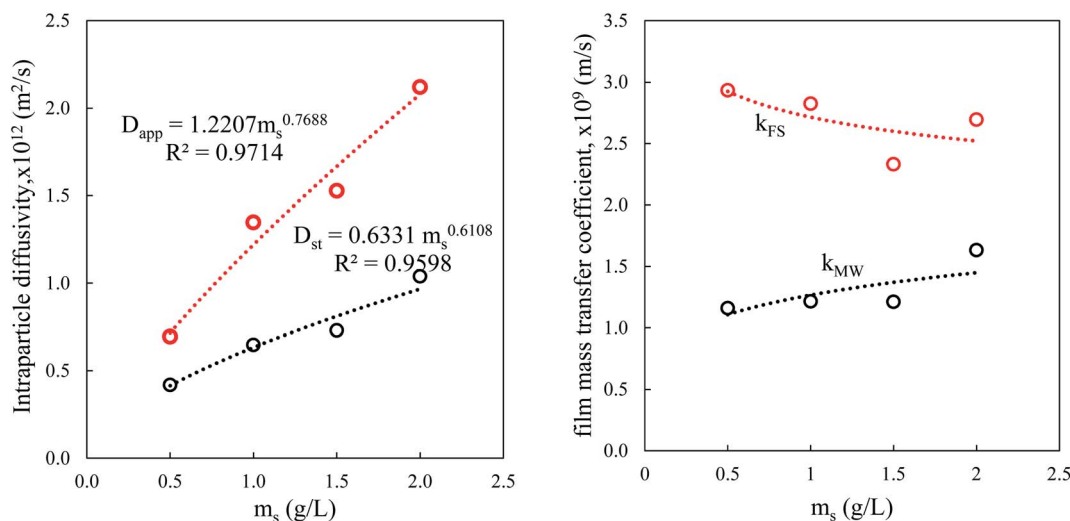 Intraparticle diffusivity,x10¹² (m²/s)
2.5
2.0
1.5
1.0
0.5
0.0
D_app = 1.2207m_s^0.7688
R² = 0.9714
D_st = 0.6331 m_s^0.6108
R² = 0.9598
0.0 0.5 1.0 1.5 2.0 2.5
m_s (g/L)
film mass transfer coefficient, x10⁹ (m/s)
3.5
3.0
2.5
2.0
1.5
1.0
0.5
0.0
k_FS
k_MW
0 0.5 1 1.5 2 2.5
m_s (g/L)